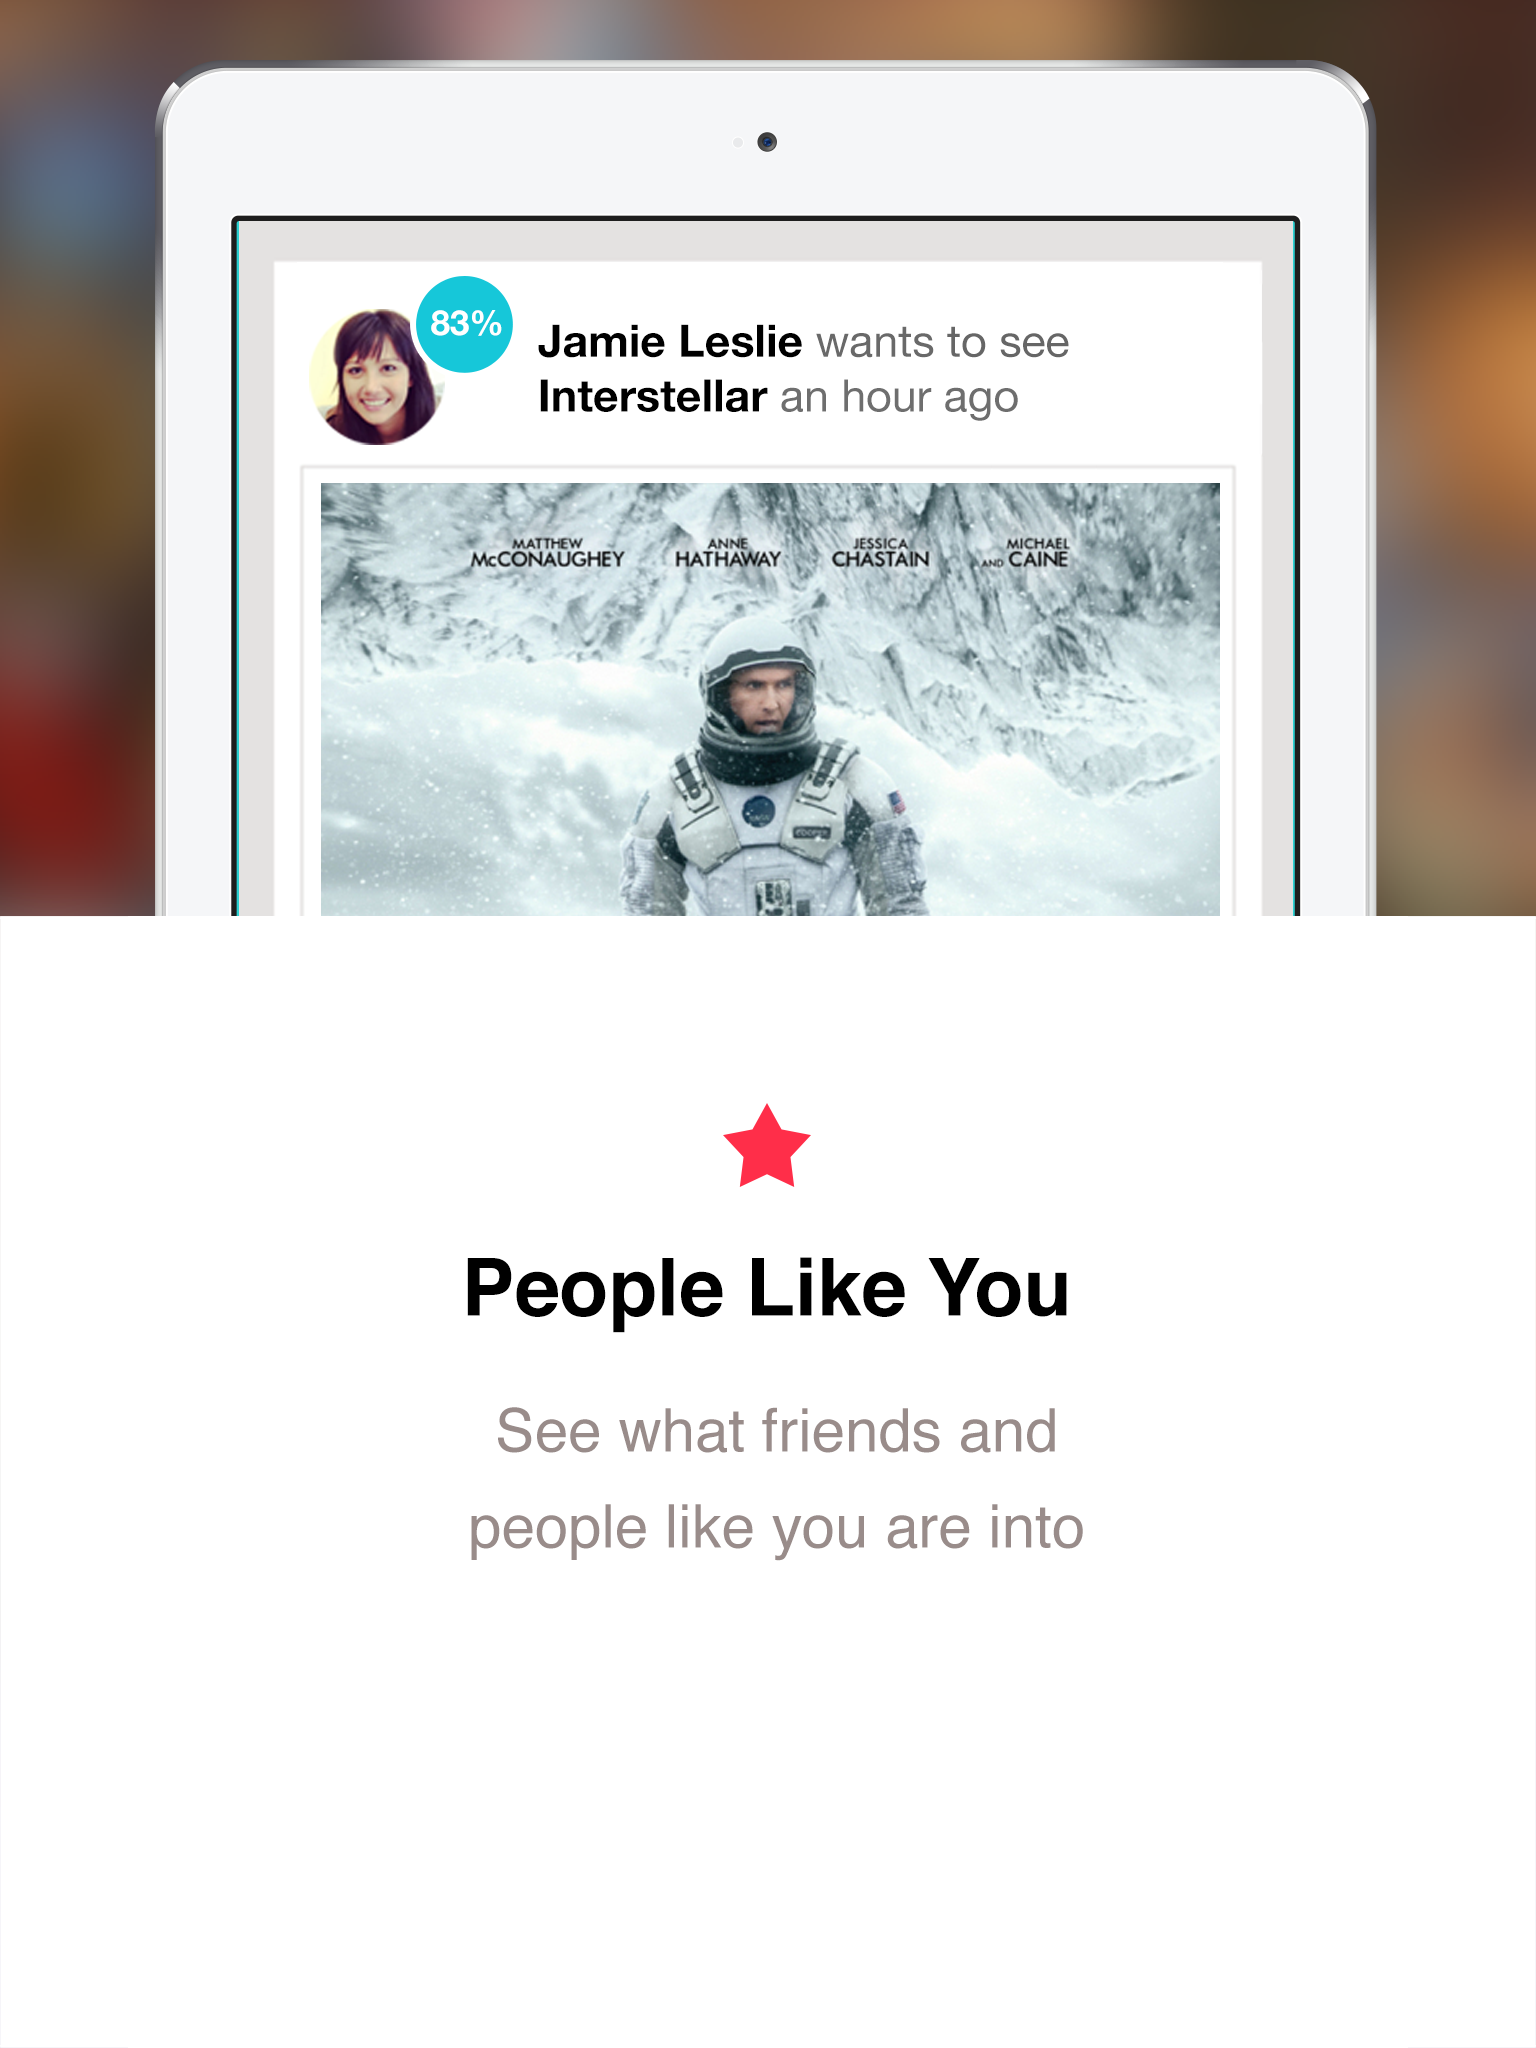 83%
Jamie Leslie wants to see
Interstellar an hour ago
MATTHEW McCONAUGHEY
ANNE HATHAWAY
JESSICA CHASTAIN
AND MICHAEL CAINE
COOPER
People Like You
See what friends and
people like you are into